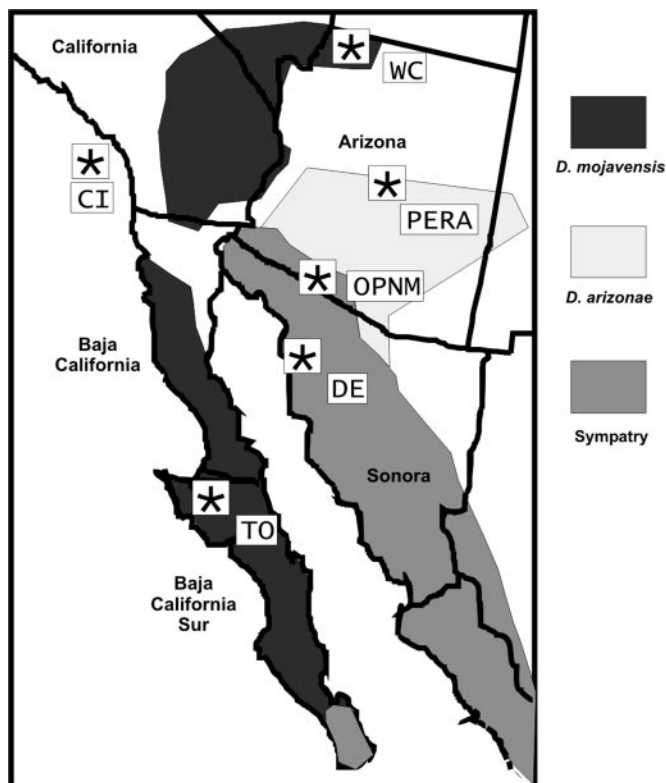 California
WC
D. mojavensis
Arizona
CI
PERA
D. arizonae
OPNM
Baja
California
DE
Sympatry
Sonora
TO
Baja
California
Sur